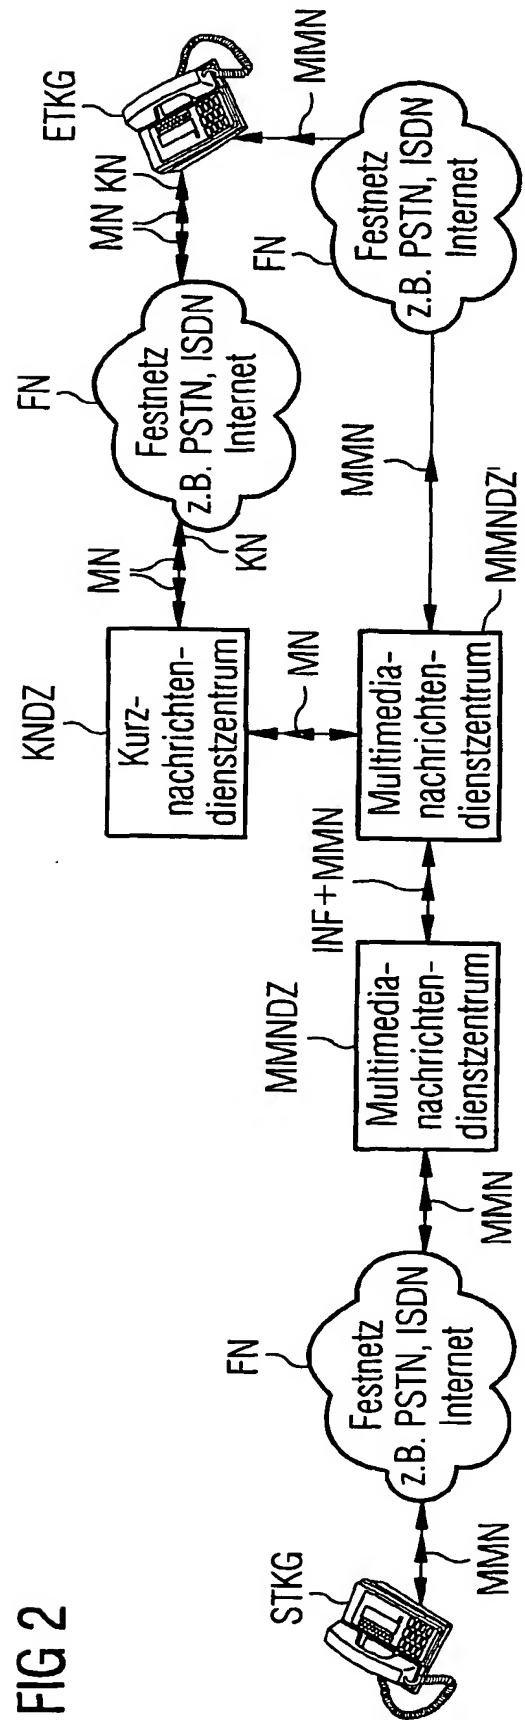 FIG 2
STKG
MMN
FN
Festnetz
z.B. PSTN, ISDN
Internet
MMN
MMNDZ
Multimedia-
nachrichten-
dienstzentrum
INF + MMN
Multimedia-
nachrichten-
dienstzentrum
MMNDZ'
MN
KNDZ
Kurz-
nachrichten-
dienstzentrum
MN
KN
FN
Festnetz
z.B. PSTN, ISDN
Internet
MN
KN
ETKG
MMN
FN
Festnetz
z.B. PSTN, ISDN
Internet
MMN